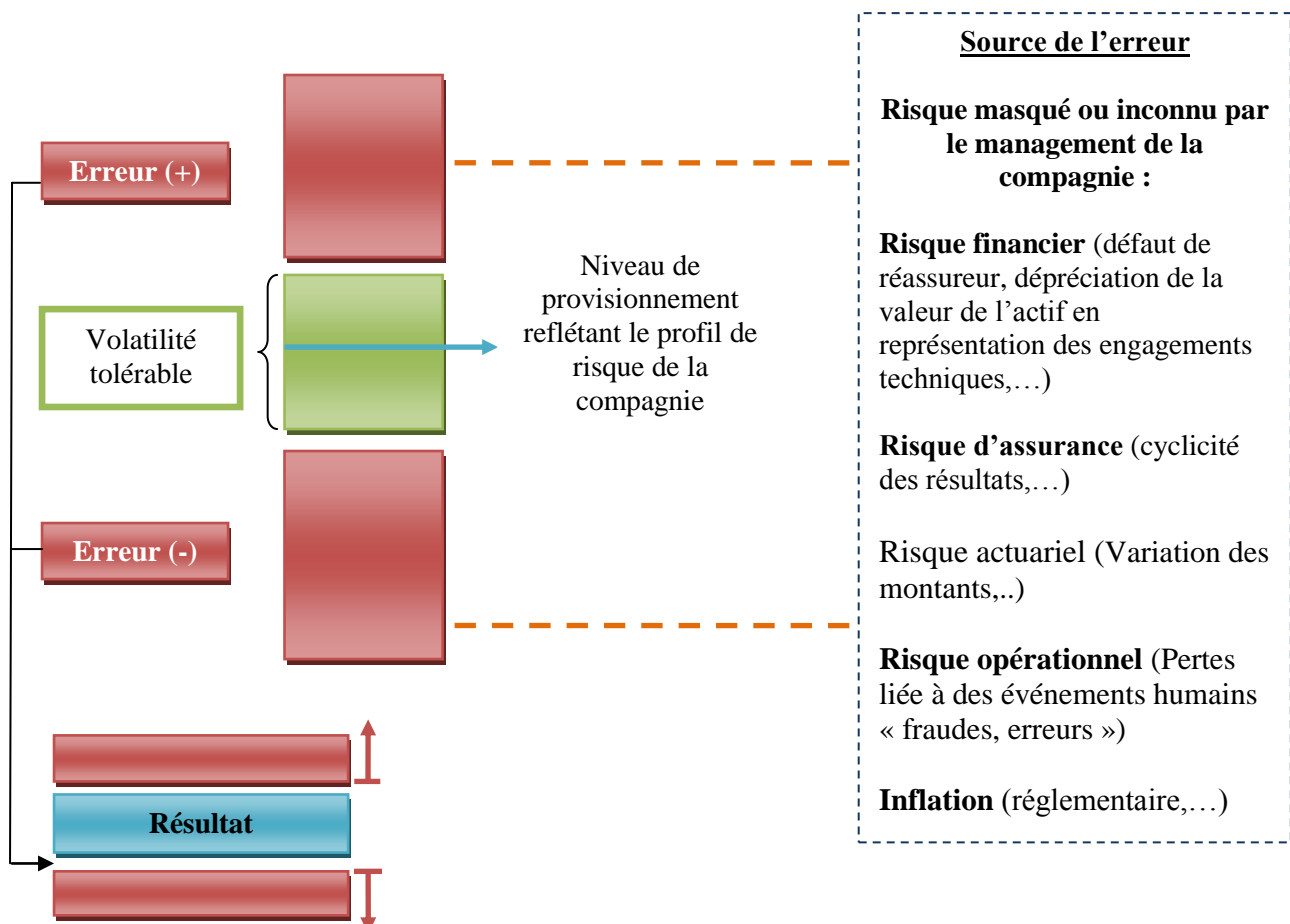 Erreur (+)
Volatilité
tolérable
Erreur (-)
Résultat
Niveau de
provisionnement
reflétant le profil de
risque de la
compagnie
Source de l’erreur
Risque masqué ou inconnu par
le management de la
compagnie :
Risque financier (défaut de
réassureur, dépréciation de la
valeur de l’actif en
représentation des engagements
techniques,…)
Risque d’assurance (cyclicité
des résultats,…)
Risque actuariel (Variation des
montants,..)
Risque opérationnel (Pertes
liée à des événements humains
« fraudes, erreurs »)
Inflation (réglementaire,…)